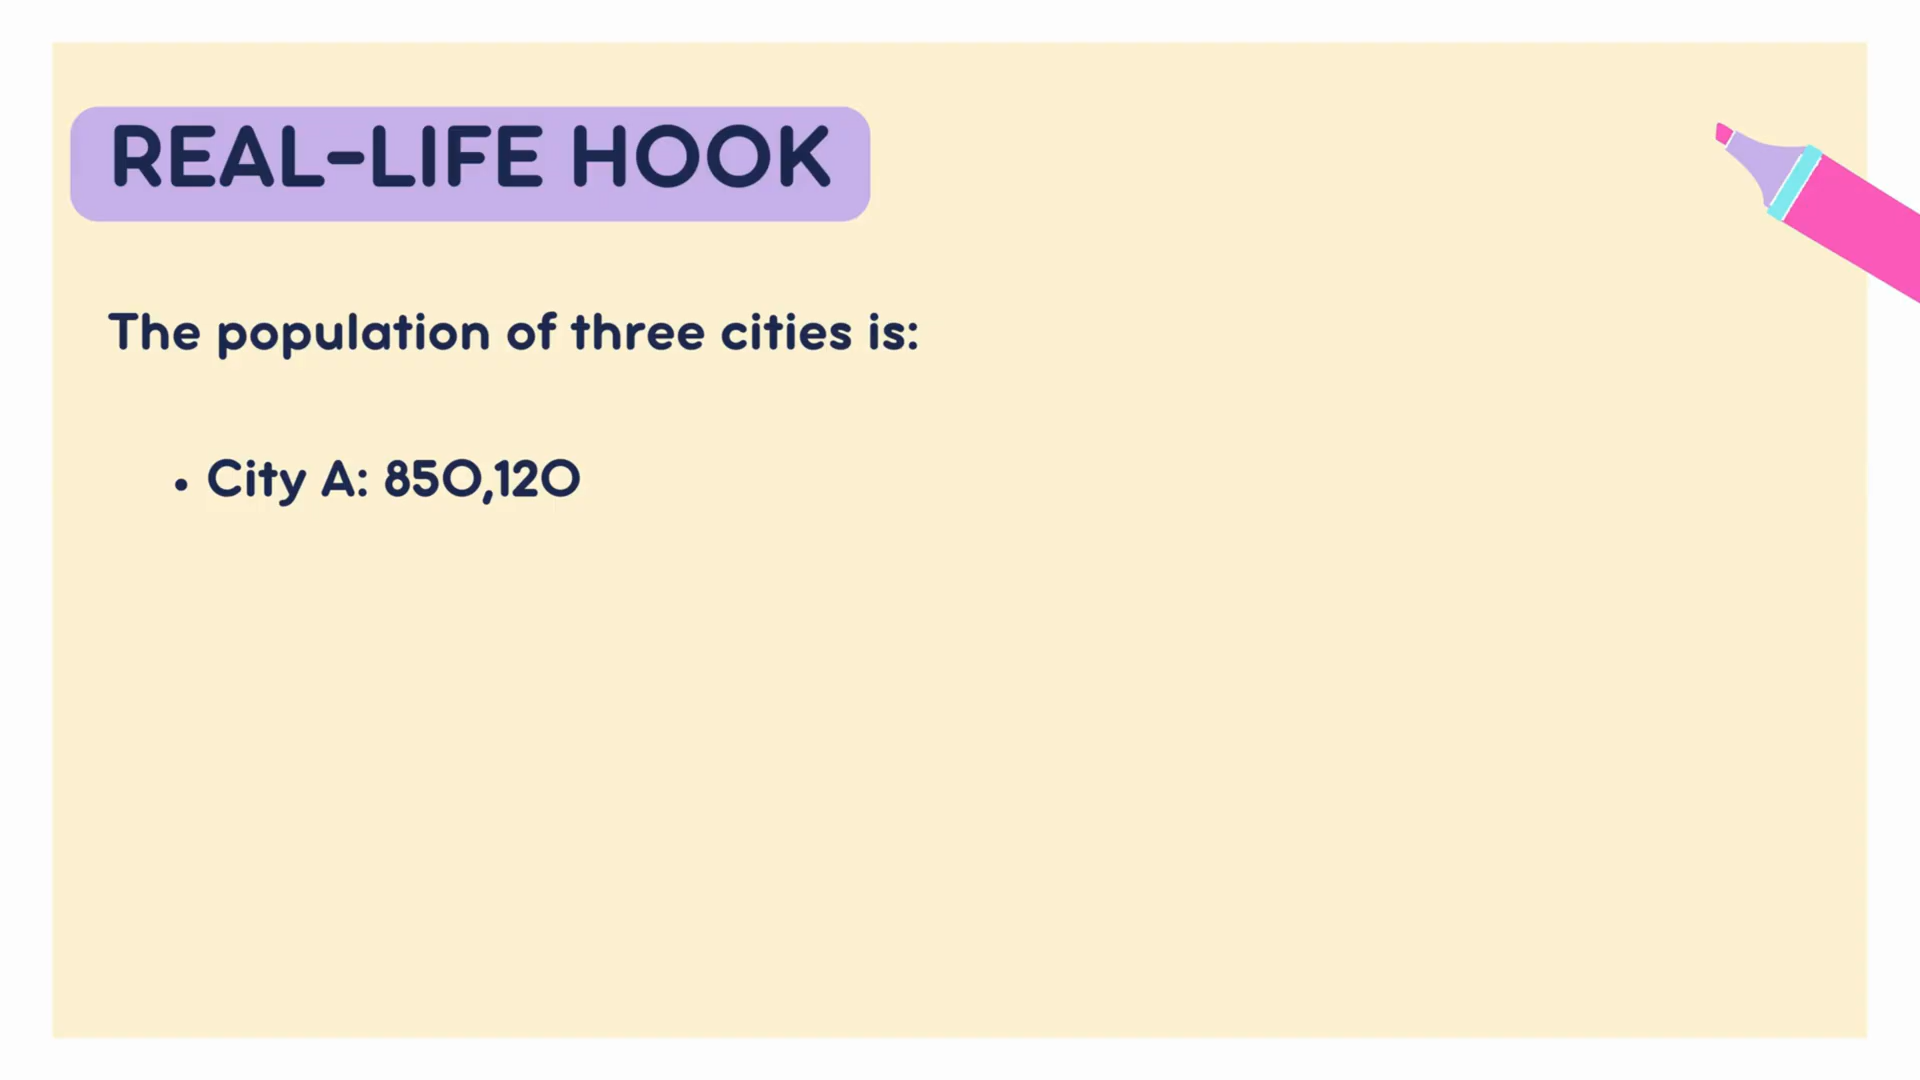 REAL-LIFE HOOK
The population of three cities is:
• City A: 850,120